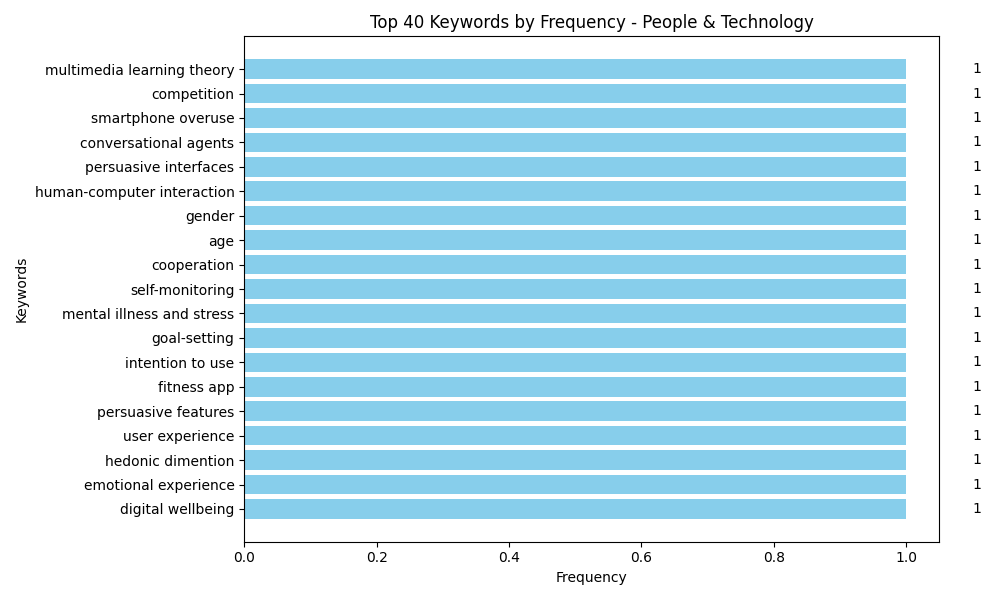 Top 40 Keywords by Frequency - People & Technology
multimedia learning theory 1
competition 1
smartphone overuse 1
conversational agents 1
persuasive interfaces 1
human-computer interaction 1
gender 1
age 1
cooperation 1
self-monitoring 1
mental illness and stress 1
goal-setting 1
intention to use 1
fitness app 1
persuasive features 1
user experience 1
hedonic dimention 1
emotional experience 1
digital wellbeing 1
Keywords
0.0 0.2 0.4 0.6 0.8 1.0
Frequency